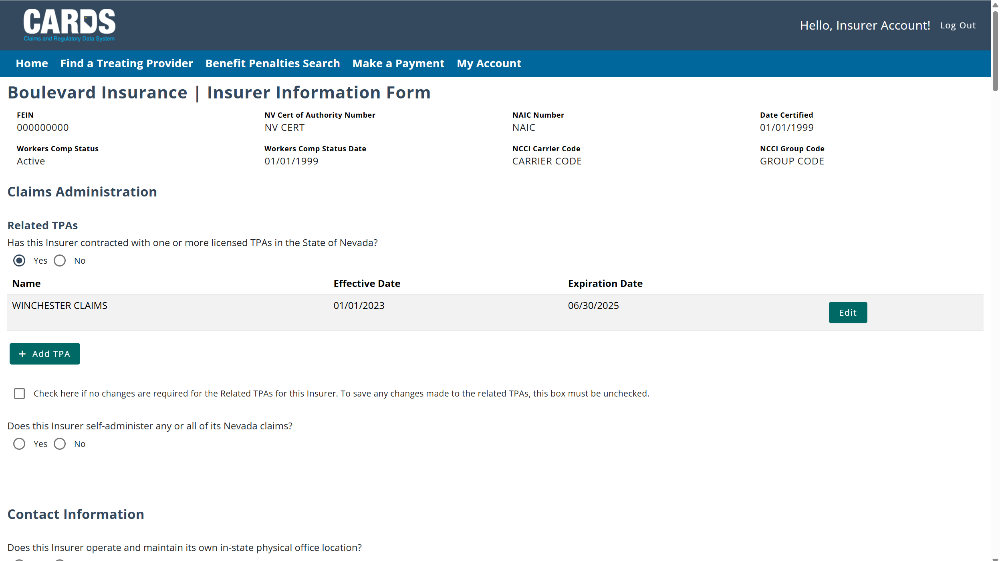 CARDS
Claims and Regulatory Data System
Hello, Insurer Account! Log Out
Home Find a Treating Provider Benefit Penalties Search Make a Payment My Account
Boulevard Insurance | Insurer Information Form
FEIN NV Cert of Authority Number NAIC Number Date Certified
000000000 NV CERT NAIC 01/01/1999
Workers Comp Status Workers Comp Status Date NCCI Carrier Code NCCI Group Code
Active 01/01/1999 CARRIER CODE GROUP CODE
Claims Administration
Related TPAs
Has this Insurer contracted with one or more licensed TPAs in the State of Nevada?
Yes No
Name Effective Date Expiration Date
WINCHESTER CLAIMS 01/01/2023 06/30/2025 Edit
+ Add TPA
Check here if no changes are required for the Related TPAs for this Insurer. To save any changes made to the related TPAs, this box must be unchecked.
Does this Insurer self-administer any or all of its Nevada claims?
Yes No
Contact Information
Does this Insurer operate and maintain its own in-state physical office location?